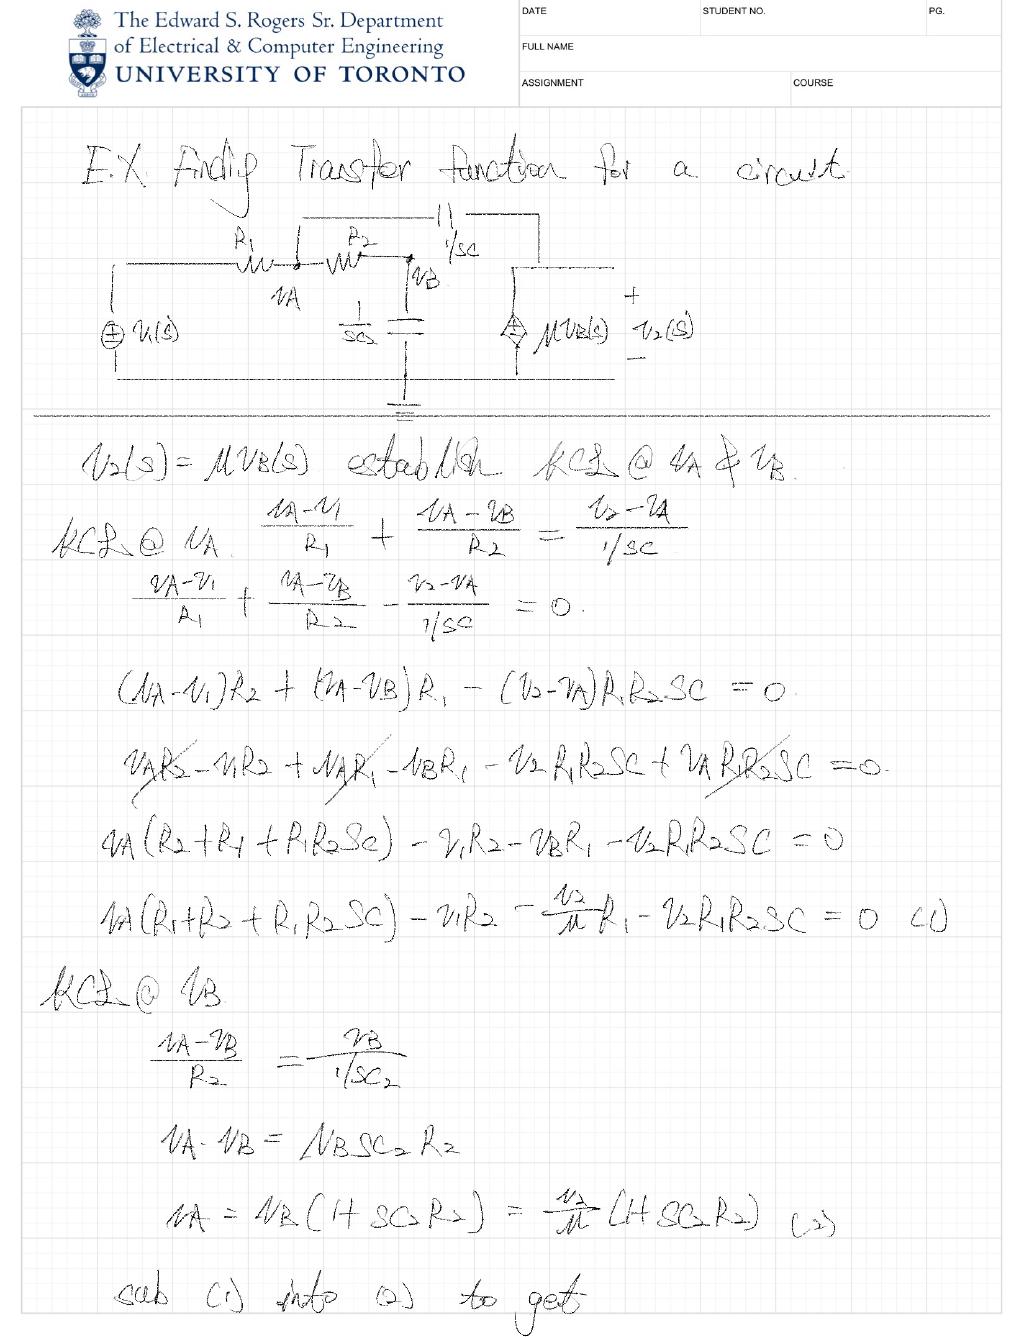 The Edward S. Rogers Sr. Department
of Electrical & Computer Engineering
UNIVERSITY OF TORONTO
DATE STUDENT NO. PG.
FULL NAME
ASSIGNMENT COURSE
EX. Findig Transfer function for a circuit
R1 R2 1/SC
VA VB
V1(s) 1/SC2 μVB(s) + V2(s) −
V2(s) = μVB(s) establish KCL @ VA & VB.
KCL @ VA. (VA-V1)/R1 + (VA-VB)/R2 = (V2-VA)/(1/SC)
(VA-V1)/R1 + (VA-VB)/R2 - (V2-VA)/(1/SC) = 0.
(VA-V1)R2 + (VA-VB)R1 - (V2-VA)R1R2SC = 0.
VAR2 - V1R2 + VAR1 - VBR1 - V2R1R2SC + VAR1R2SC = 0.
VA(R2+R1+R1R2SC) - V1R2 - VBR1 - V2R1R2SC = 0
VA(R1+R2+R1R2SC) - V1R2 - V2/μ R1 - V2R1R2SC = 0 (1)
KCL @ VB.
(VA-VB)/R2 = VB/(1/SC2)
VA-VB = VBSC2R2
VA = VB(1+SC2R2) = V2/μ (1+SC2R2) (2)
sub (1) into (2) to get